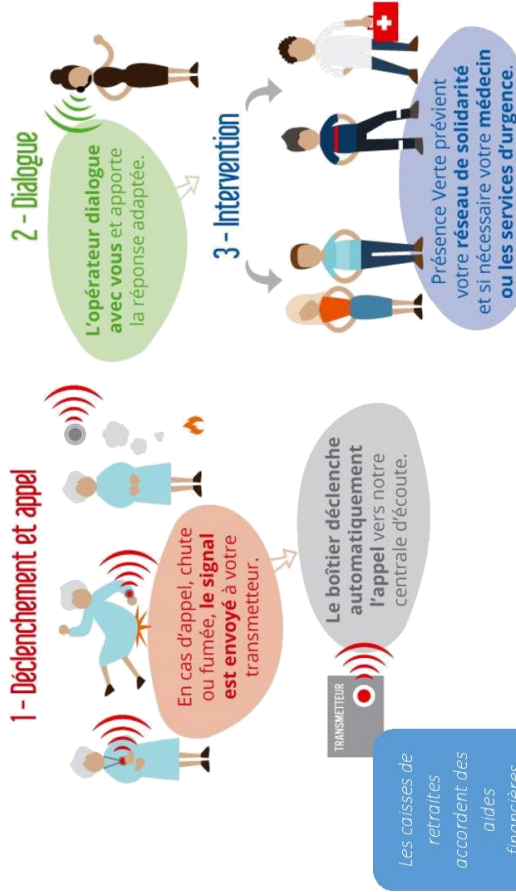 1 - Déclenchement et appel
En cas d'appel, chute
ou fumée, le signal
est envoyé à votre
transmetteur.
TRANSMETTEUR
Le boîtier déclenche
automatiquement
l'appel vers notre
centrale d'écoute.
2 - Dialogue
L'opérateur dialogue
avec vous et apporte
la réponse adaptée.
3 - Intervention
Présence Verte prévient
votre réseau de solidarité
et si nécessaire votre médecin
ou les services d'urgence.
Les caisses de
retraites
accordent des
aides
financières